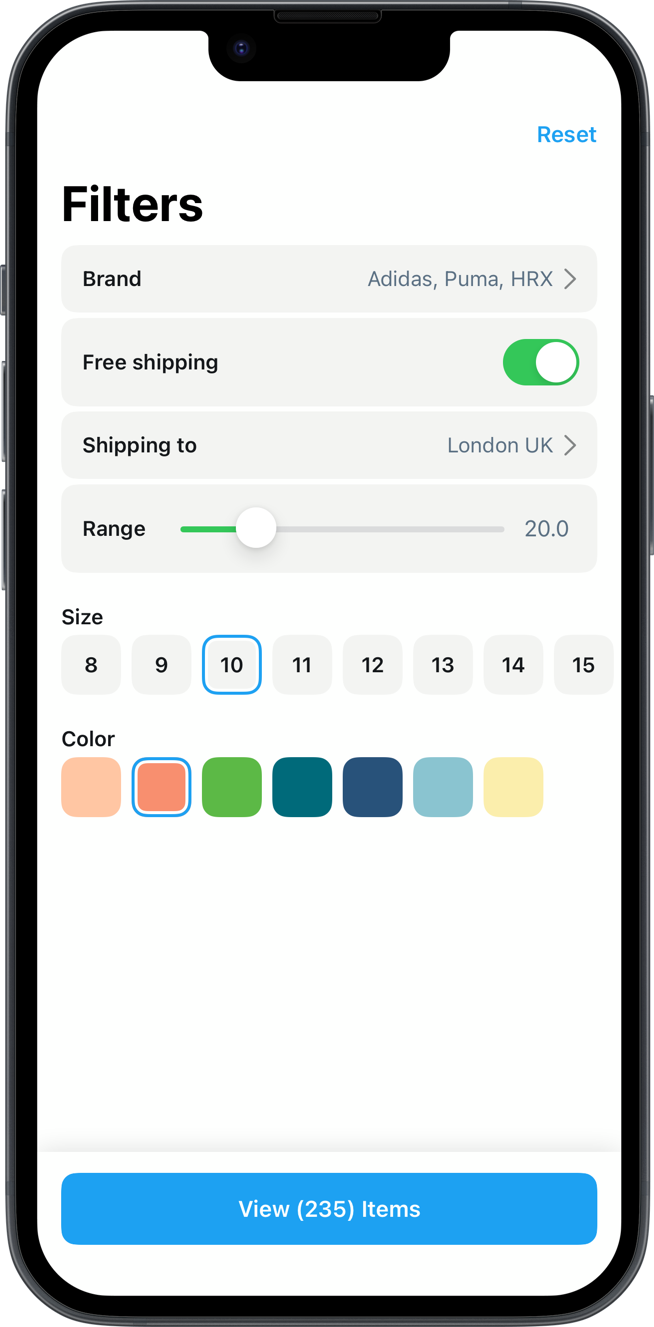 Reset
Filters
Brand Adidas, Puma, HRX
Free shipping
Shipping to London UK
Range 20.0
Size
8 9 10 11 12 13 14 15
Color
View (235) Items